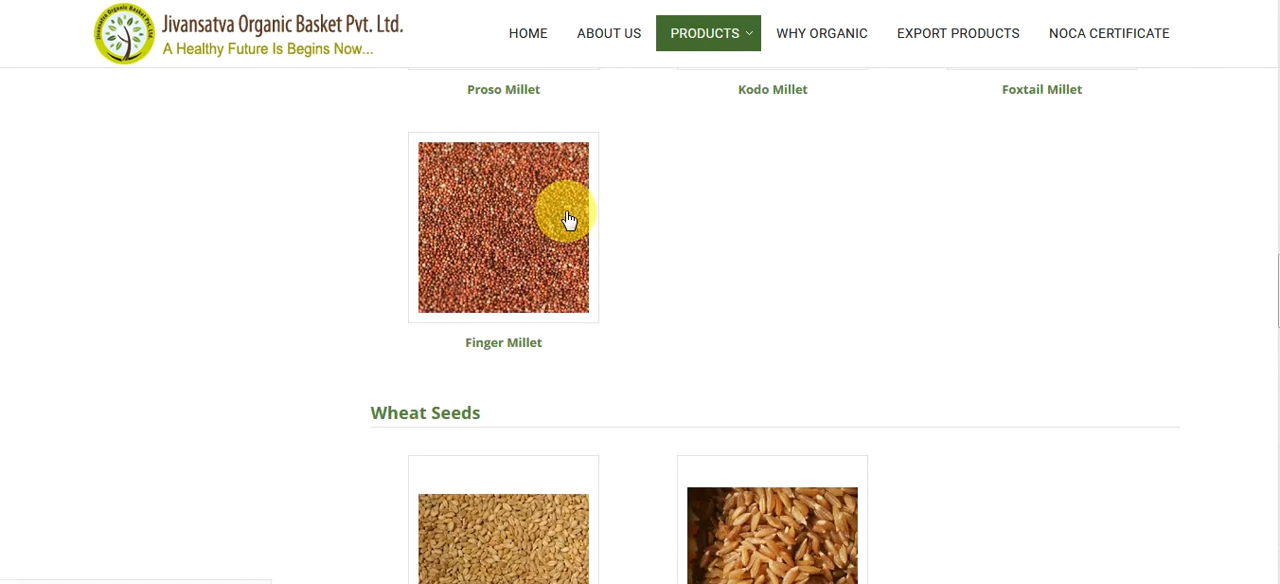 Jivansatva Organic Basket Pvt. Ltd.
A Healthy Future Is Begins Now...
HOME
ABOUT US
PRODUCTS
WHY ORGANIC
EXPORT PRODUCTS
NOCA CERTIFICATE
Proso Millet
Kodo Millet
Foxtail Millet
Finger Millet
Wheat Seeds